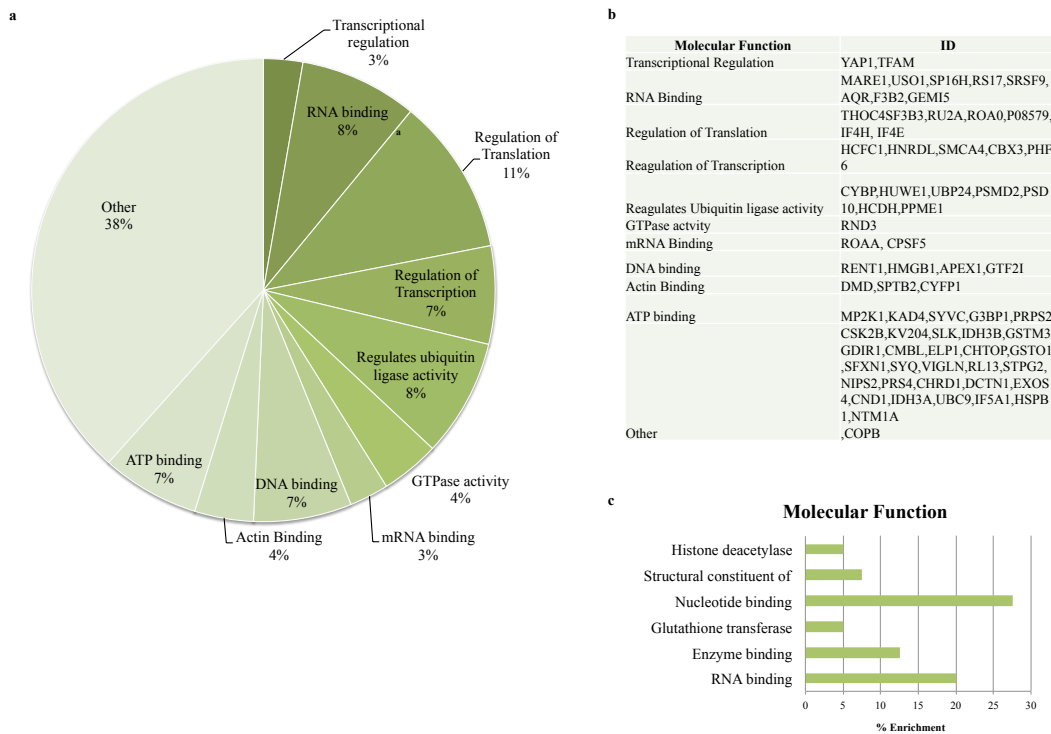 a
Transcriptional
regulation
3%
RNA binding
8%
a
Regulation of
Translation
11%
Other
38%
Regulation of
Transcription
7%
Regulates ubiquitin
ligase activity
8%
ATP binding
7%
DNA binding
7%
GTPase activity
4%
Actin Binding
4%
mRNA binding
3%
b
Molecular Function ID
Transcriptional Regulation YAP1,TFAM
MARE1,USO1,SP16H,RS17,SRSF9,
RNA Binding AQR,F3B2,GEMI5
THOC4SF3B3,RU2A,ROA0,P08579,
Regulation of Translation IF4H, IF4E
HCFC1,HNRDL,SMCA4,CBX3,PHF
Reagulation of Transcription 6
CYBP,HUWE1,UBP24,PSMD2,PSD
Reagulates Ubiquitin ligase activity 10,HCDH,PPME1
GTPase actvity RND3
mRNA Binding ROAA, CPSF5
DNA binding RENT1,HMGB1,APEX1,GTF2I
Actin Binding DMD,SPTB2,CYFP1
ATP binding MP2K1,KAD4,SYVC,G3BP1,PRPS2
CSK2B,KV204,SLK,IDH3B,GSTM3
GDIR1,CMBL,ELP1,CHTOP,GSTO1
,SFXN1,SYQ,VIGLN,RL13,STPG2,
NIPS2,PRS4,CHRD1,DCTN1,EXOS
4,CND1,IDH3A,UBC9,IF5A1,HSPB
1,NTM1A
Other ,COPB
c
Molecular Function
Histone deacetylase
Structural constituent of
Nucleotide binding
Glutathione transferase
Enzyme binding
RNA binding
0 5 10 15 20 25 30
% Enrichment